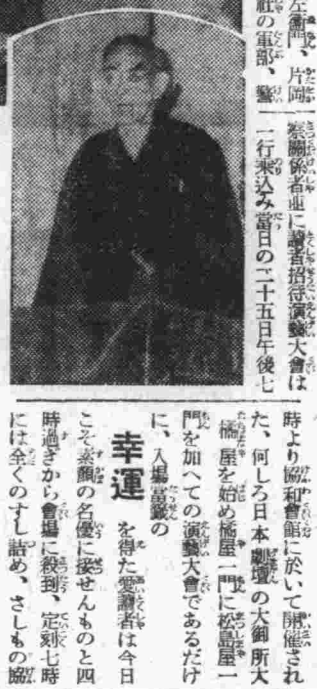 左衞門、片岡
社の軍部、警
察關係者並に讀者招待演藝大會は
一行乘込み當日の二十五日午後七
時より協和會館に於いて開催され
た、何しろ日本劇壇の大御所大
橘屋を始め橘屋一門に松島屋一
門を加へての演藝大會であるだけ
に、入場當籤の
幸運
を得た愛讀者は今日
こそ素顏の名優に接せんものと四
時過ぎから會場に殺到、定刻七時
には全くのすし詰め、さしもの協